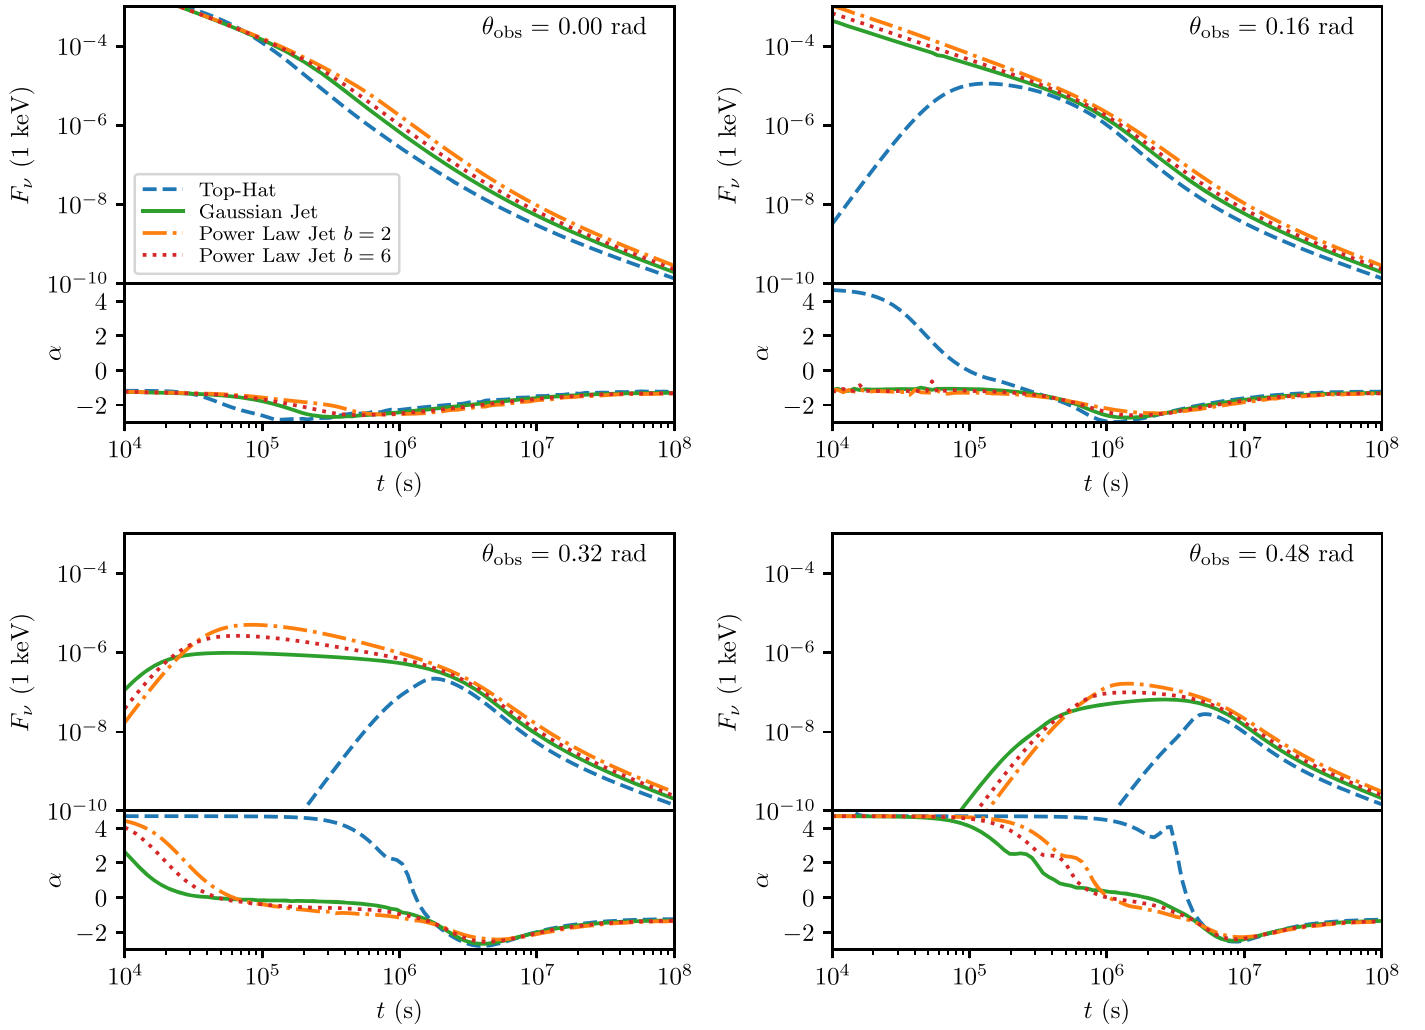 θobs = 0.00 rad
10−4
10−6
10−8
10−10
Fν (1 keV)
Top-Hat
Gaussian Jet
Power Law Jet b = 2
Power Law Jet b = 6
4
2
0
−2
α
10^4 10^5 10^6 10^7 10^8
t (s)
θobs = 0.16 rad
10−4
10−6
10−8
10−10
Fν (1 keV)
4
2
0
−2
α
10^4 10^5 10^6 10^7 10^8
t (s)
θobs = 0.32 rad
10−4
10−6
10−8
10−10
Fν (1 keV)
4
2
0
−2
α
10^4 10^5 10^6 10^7 10^8
t (s)
θobs = 0.48 rad
10−4
10−6
10−8
10−10
Fν (1 keV)
4
2
0
−2
α
10^4 10^5 10^6 10^7 10^8
t (s)